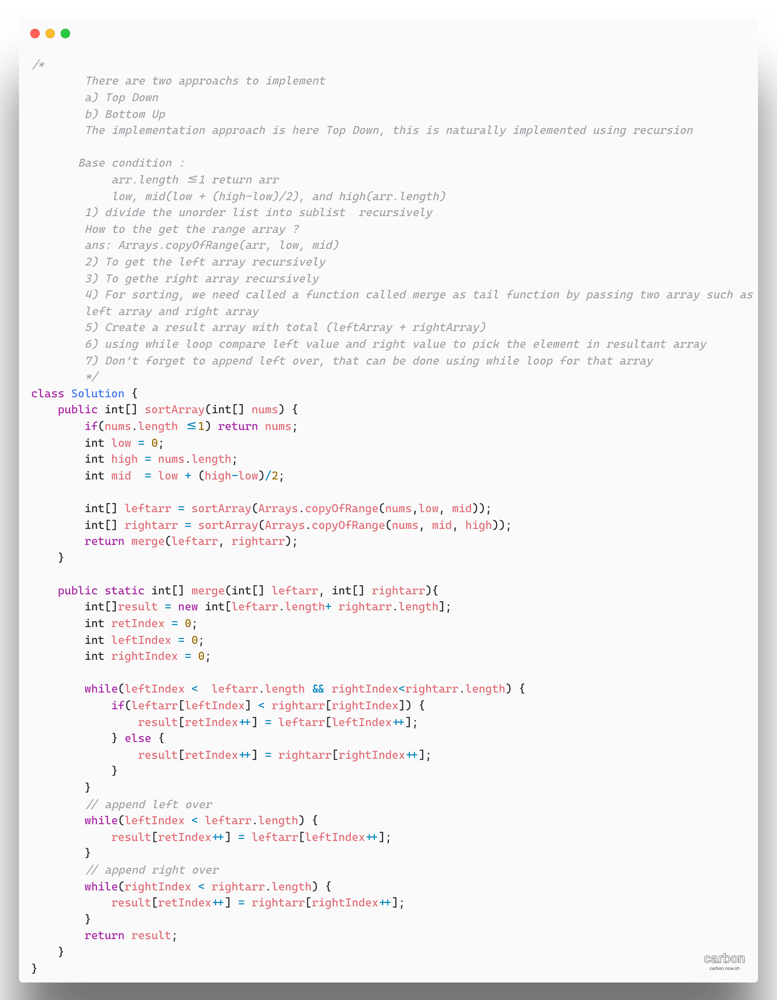 /*
        There are two approachs to implement
        a) Top Down
        b) Bottom Up
        The implementation approach is here Top Down, this is naturally implemented using recursion

       Base condition :
            arr.length <=1 return arr
            low, mid(low + (high-low)/2), and high(arr.length)
        1) divide the unorder list into sublist  recursively
        How to the get the range array ?
        ans: Arrays.copyOfRange(arr, low, mid)
        2) To get the left array recursively
        3) To gethe right array recursively
        4) For sorting, we need called a function called merge as tail function by passing two array such as
        left array and right array
        5) Create a result array with total (leftArray + rightArray)
        6) using while loop compare left value and right value to pick the element in resultant array
        7) Don't forget to append left over, that can be done using while loop for that array
        */
class Solution {
    public int[] sortArray(int[] nums) {
        if(nums.length <=1) return nums;
        int low = 0;
        int high = nums.length;
        int mid  = low + (high-low)/2;

        int[] leftarr = sortArray(Arrays.copyOfRange(nums,low, mid));
        int[] rightarr = sortArray(Arrays.copyOfRange(nums, mid, high));
        return merge(leftarr, rightarr);
    }

    public static int[] merge(int[] leftarr, int[] rightarr){
        int[]result = new int[leftarr.length+ rightarr.length];
        int retIndex = 0;
        int leftIndex = 0;
        int rightIndex = 0;

        while(leftIndex <  leftarr.length && rightIndex<rightarr.length) {
            if(leftarr[leftIndex] < rightarr[rightIndex]) {
                result[retIndex++] = leftarr[leftIndex++];
            } else {
                result[retIndex++] = rightarr[rightIndex++];
            }
        }
        // append left over
        while(leftIndex < leftarr.length) {
            result[retIndex++] = leftarr[leftIndex++];
        }
        // append right over
        while(rightIndex < rightarr.length) {
            result[retIndex++] = rightarr[rightIndex++];
        }
        return result;
    }
}
carbon
carbon.now.sh